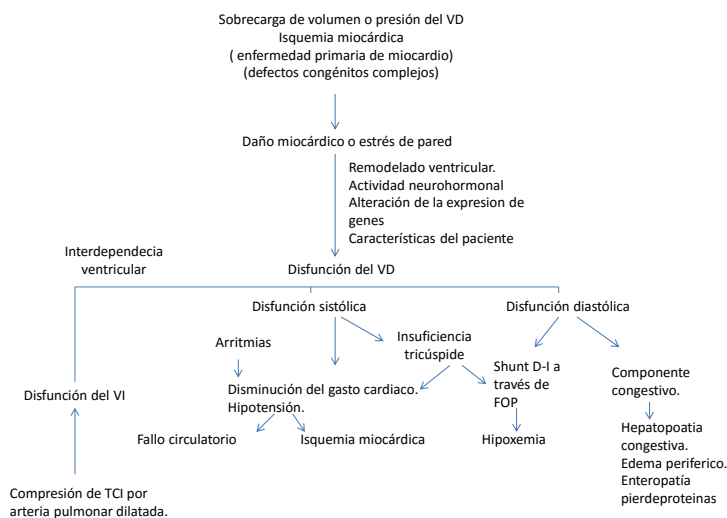 Sobrecarga de volumen o presión del VD
Isquemia miocárdica
( enfermedad primaria de miocardio)
(defectos congénitos complejos)
Daño miocárdico o estrés de pared
Remodelado ventricular.
Actividad neurohormonal
Alteración de la expresion de
genes
Características del paciente
Interdependecia
ventricular
Disfunción del VD
Disfunción sistólica
Disfunción diastólica
Arritmias
Insuficiencia
tricúspide
Shunt D-I a
través de
FOP
Componente
congestivo.
Disfunción del VI
Disminución del gasto cardiaco.
Hipotensión.
Fallo circulatorio
Isquemia miocárdica
Hipoxemia
Hepatopoatia
congestiva.
Edema periferico.
Enteropatía
pierdeproteinas
Compresión de TCI por
arteria pulmonar dilatada.